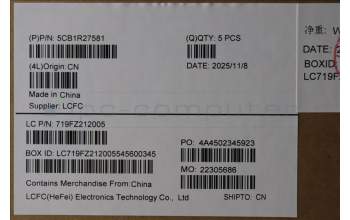 (P)P/N: 5CB1R27581
(Q)QTY: 5 PCS
(4L)Origin: CN
DATE: 2025/11/8
Made in China
Supplier: LCFC
净重: W
DATE: 2
BOXID
LC719F
LC P/N: 719FZ212005
BOX ID: LC719FZ212005545600345
PO: 4A4502345923
MO: 22305686
Contains Merchandise From China
LCFC(HeFei) Electronics Technology Co., Ltd
SHIPTO: CN